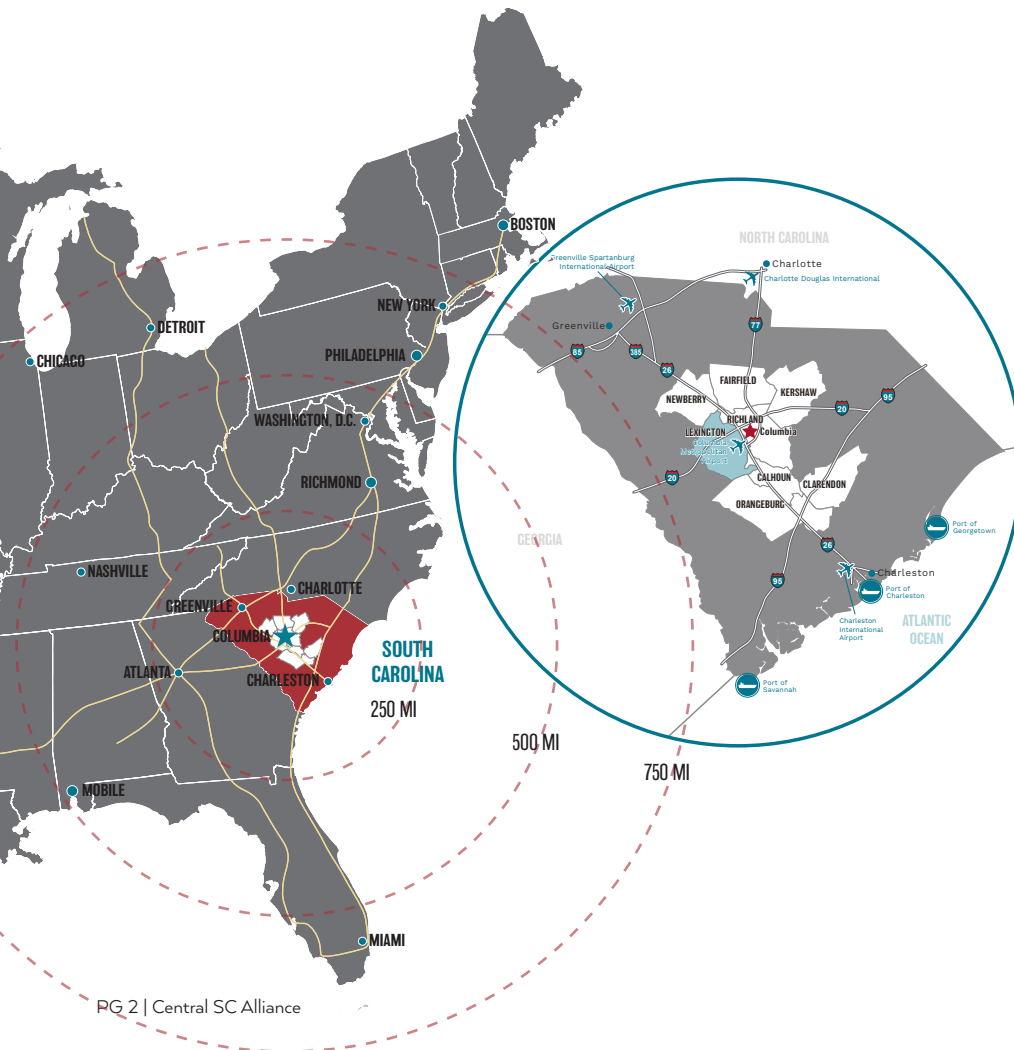 BOSTON
NEW YORK
DETROIT
PHILADELPHIA
CHICAGO
WASHINGTON, D.C.
RICHMOND
NASHVILLE
CHARLOTTE
GREENVILLE
COLUMBIA
SOUTH
CAROLINA
ATLANTA
CHARLESTON
250 MI
500 MI
750 MI
MOBILE
MIAMI
NORTH CAROLINA
Greenville Spartanburg
International Airport
Charlotte
Charlotte Douglas International
Greenville
77
85
385
26
FAIRFIELD
KERSHAW
NEWBERRY
95
20
RICHLAND
LEXINGTON
Columbia
Columbia
Metropolitan
Airport
20
CALHOUN
CLARENDON
ORANGEBURG
GEORGIA
Port of
Georgetown
26
95
Charleston
Port of
Charleston
Charleston
International
Airport
ATLANTIC
OCEAN
Port of
Savannah
PG 2 | Central SC Alliance